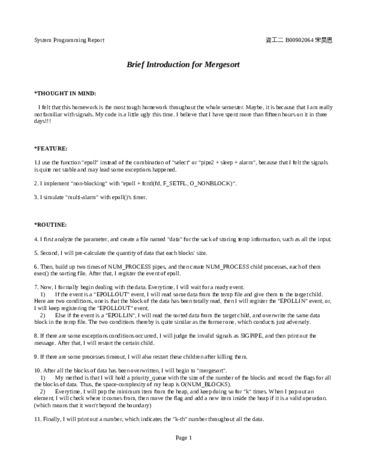 System Programming Report 資工二 B00902064 宋昊恩
Brief Introduction for Mergesort
*THOUGHT IN MIND:
I felt that this homework is the most tough homework throughout the whole semester. Maybe, it is because that I am really
not familiar with signals. My code is a little ugly this time. I believe that I have spent more than fifteen hours on it in three
days!!!
*FEATURE:
1.I use the function "epoll" instead of the combination of "select" or "pipe2 + sleep + alarm", because that I felt the signals
is quite not stable and may lead some exceptions happened.
2. I implement "non-blocking" with "epoll + fcntl(fd, F_SETFL, O_NONBLOCK)".
3. I simulate "multi-alarm" with epoll()'s timer.
*ROUTINE:
4. I first analyze the parameter, and create a file named "data" for the sack of storing temp information, such as all the input.
5. Second, I will pre-calculate the quantity of data that each blocks' size.
6. Then, build up two times of NUM_PROCESS pipes, and then create NUM_PROCESS child processes, each of them
exec() the sorting file. After that, I register the event of epoll.
7. Now, I formally begin dealing with the data. Everytime, I will wait for a ready event.
1) If the event is a "EPOLLOUT" event, I will read some data from the temp file and give them to the target child.
Here are two conditions, one is that the block of the data has been totally read, then I will register the "EPOLLIN" event, or,
I will keep registering the "EPOLLOUT" event.
2) Else if the event is a "EPOLLIN", I will read the sorted data from the target child, and overwrite the same data
block in the temp file. The two conditions thereby is quite similar as the former one, which conducts just adversely.
8. If there are some exceptions conditions occurred, I will judge the invalid signals as SIGPIPE, and then print out the
message. After that, I will restart the certain child.
9. If there are some processes timeout, I will also restart these children after killing them.
10. After all the blocks of data has been overwritten, I will begin to "mergesort".
1) My method is that I will hold a priority_queue with the size of the number of the blocks and record the flags for all
the blocks of data. Thus, the space-complexity of my heap is O(NUM_BLOCKS).
2) Everytime, I will pop the minimum item from the heap, and keep doing so for "k" times. When I pop out an
element, I will check where it comes from, then move the flag and add a new item inside the heap if it is a valid operation.
(which means that it won't beyond the boundary)
11. Finally, I will print out a number, which indicates the "k-th" number throughout all the data.
Page 1